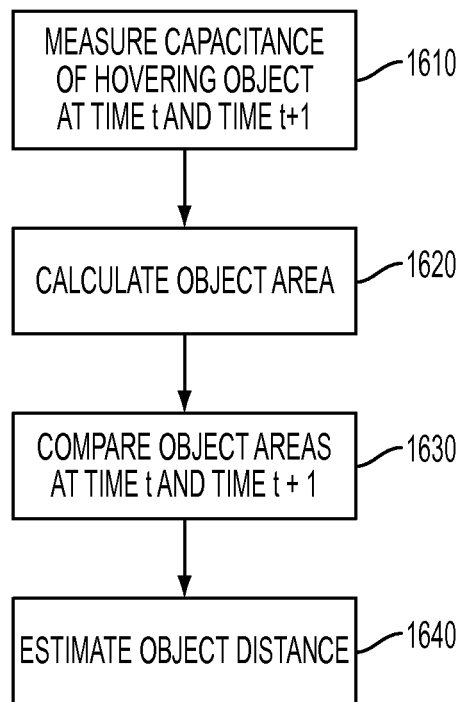 MEASURE CAPACITANCE
OF HOVERING OBJECT
AT TIME t AND TIME t+1
1610
CALCULATE OBJECT AREA
1620
COMPARE OBJECT AREAS
AT TIME t AND TIME t + 1
1630
ESTIMATE OBJECT DISTANCE
1640